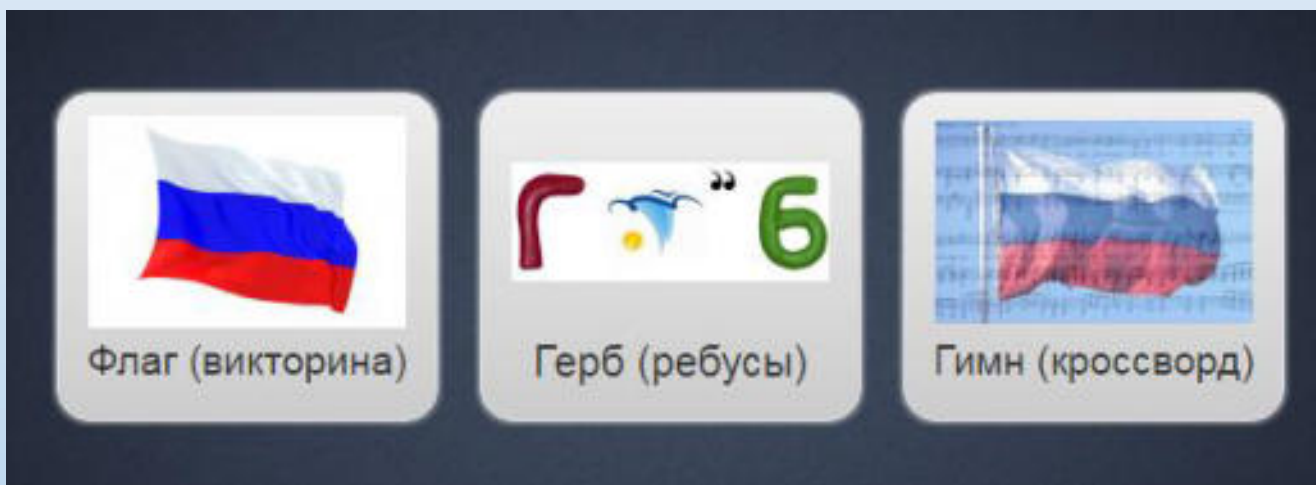 Г ,, б
Флаг (викторина)
Герб (ребусы)
Гимн (кроссворд)